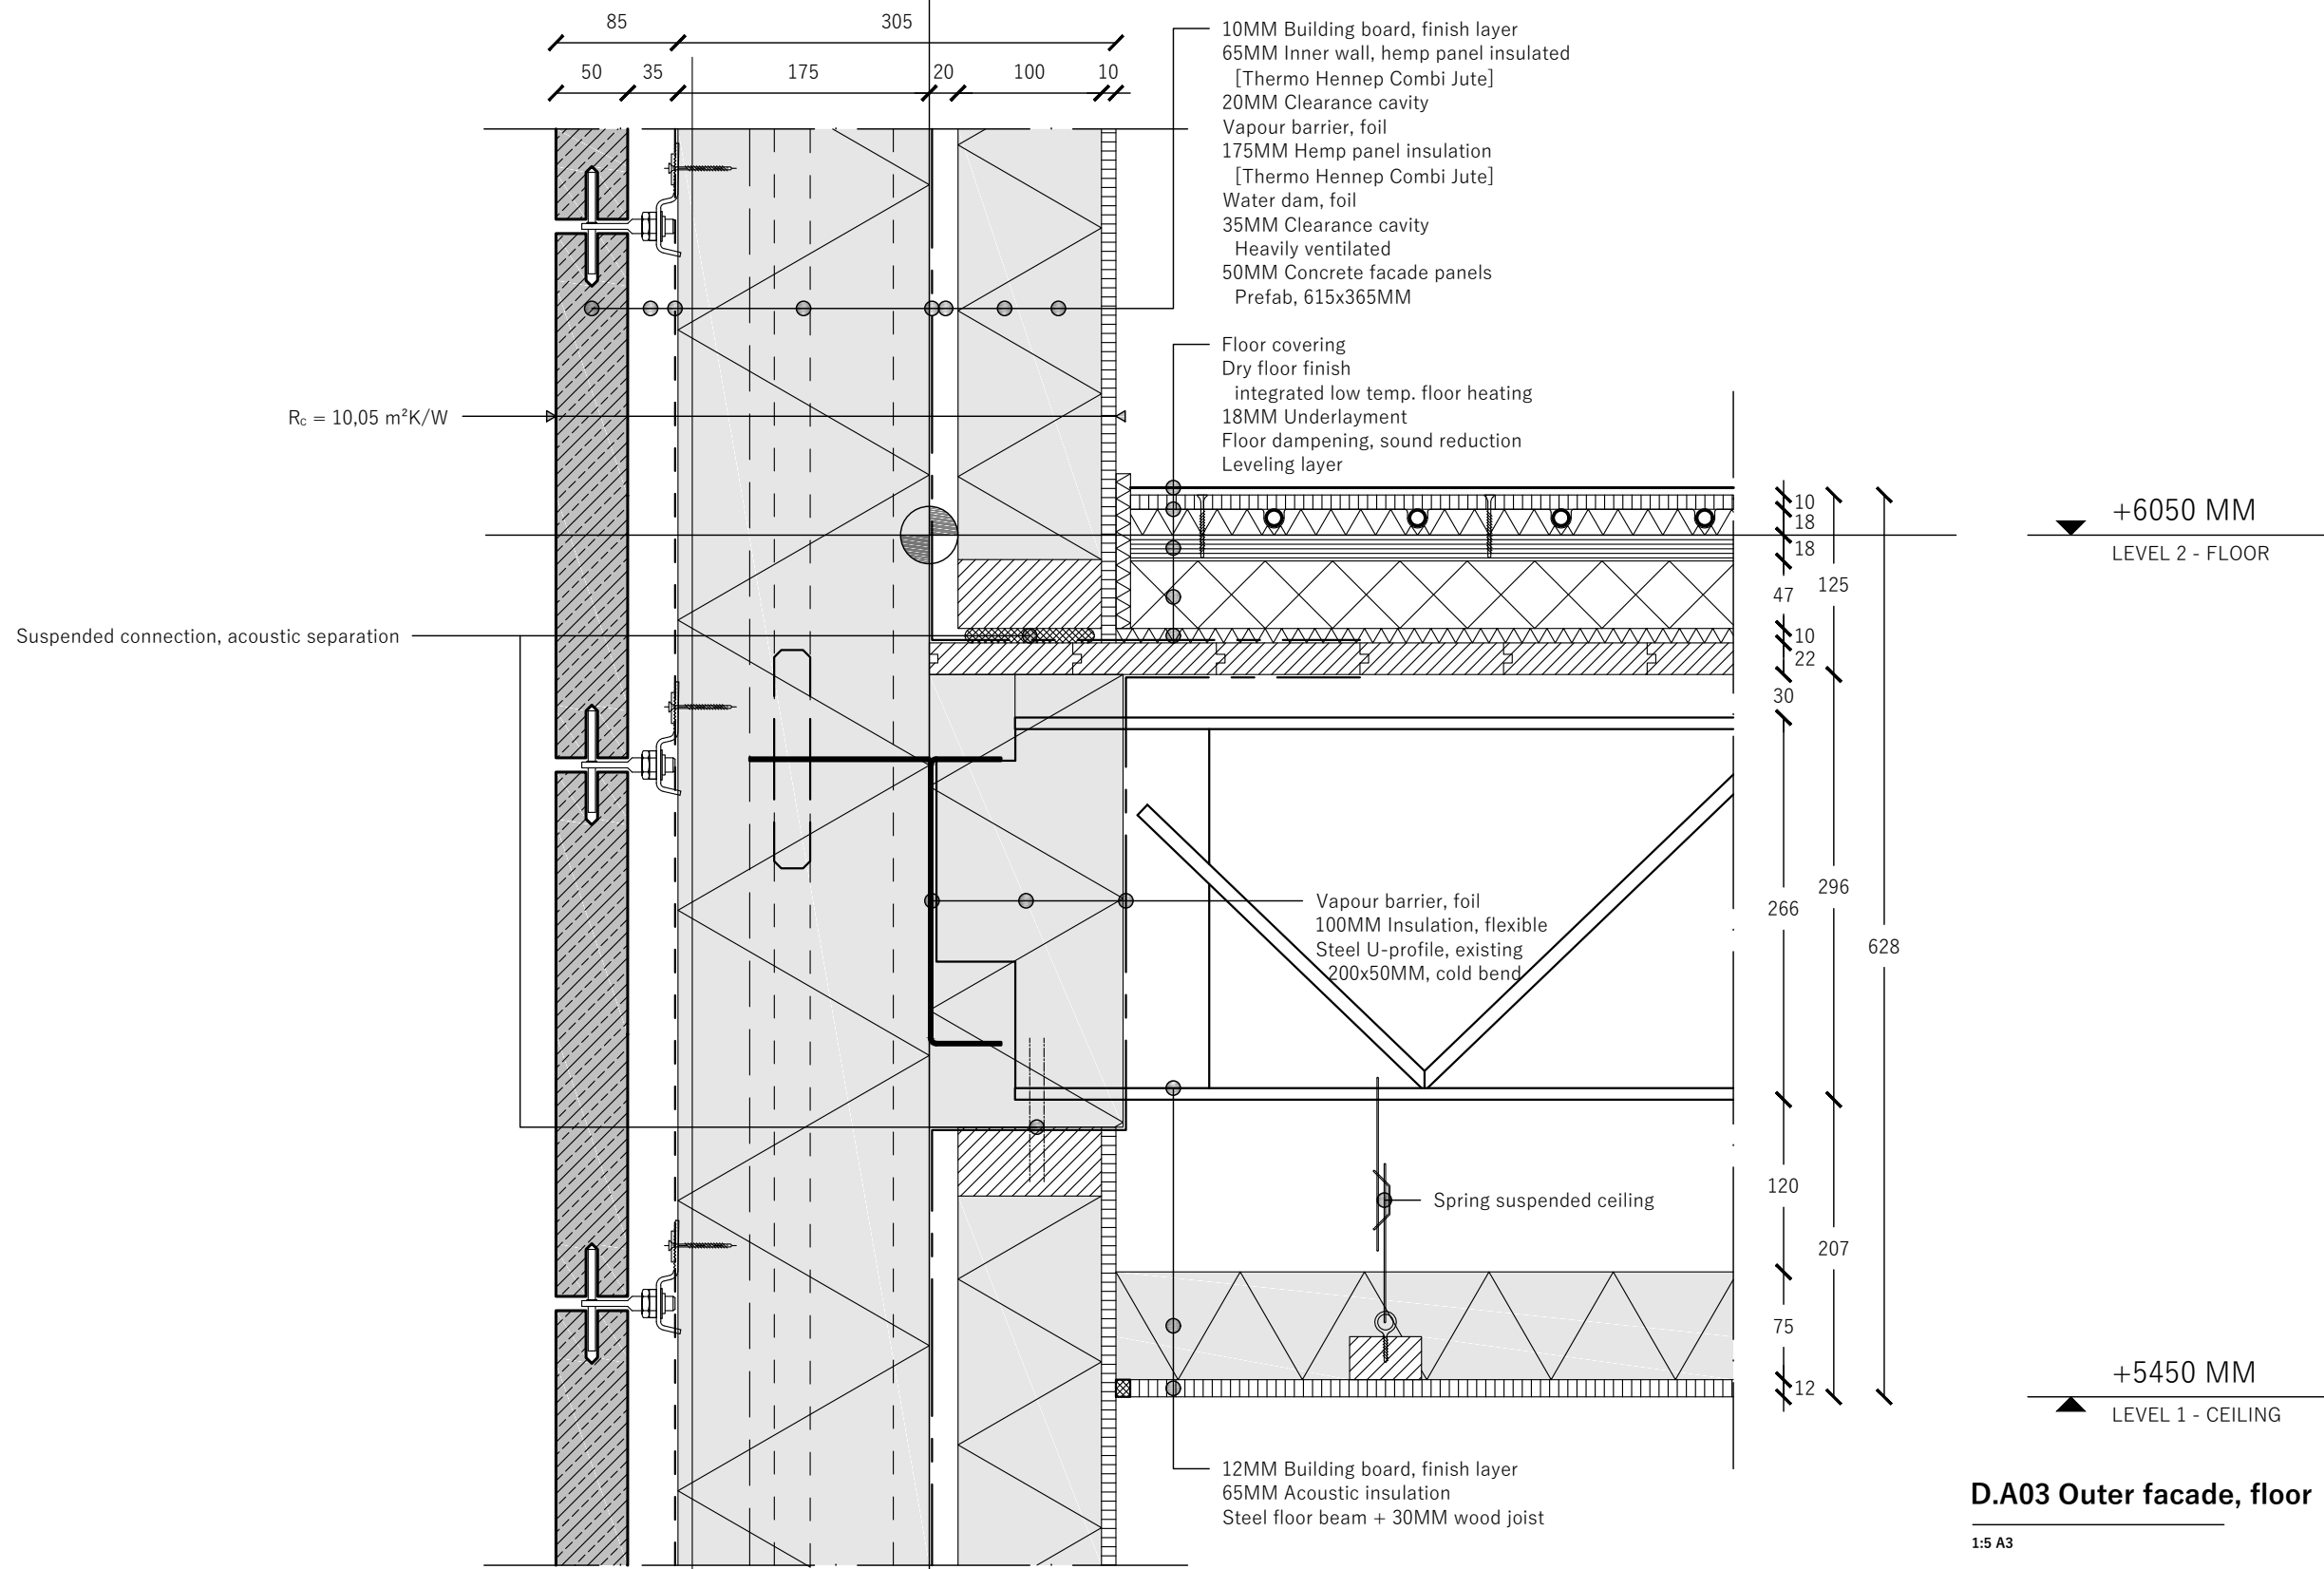 85
305
50
35
175
20
100
10
10MM Building board, finish layer
65MM Inner wall, hemp panel insulated
[Thermo Hennep Combi Jute]
20MM Clearance cavity
Vapour barrier, foil
175MM Hemp panel insulation
[Thermo Hennep Combi Jute]
Water dam, foil
35MM Clearance cavity
Heavily ventilated
50MM Concrete facade panels
Prefab, 615x365MM
Floor covering
Dry floor finish
integrated low temp. floor heating
18MM Underlayment
Floor dampening, sound reduction
Leveling layer
Rc = 10,05 m²K/W
Suspended connection, acoustic separation
10
18
18
47
125
10
22
30
266
296
628
120
207
75
12
+6050 MM
LEVEL 2 - FLOOR
Vapour barrier, foil
100MM Insulation, flexible
Steel U-profile, existing
200x50MM, cold bend
Spring suspended ceiling
+5450 MM
LEVEL 1 - CEILING
12MM Building board, finish layer
65MM Acoustic insulation
Steel floor beam + 30MM wood joist
D.A03 Outer facade, floor
1:5 A3